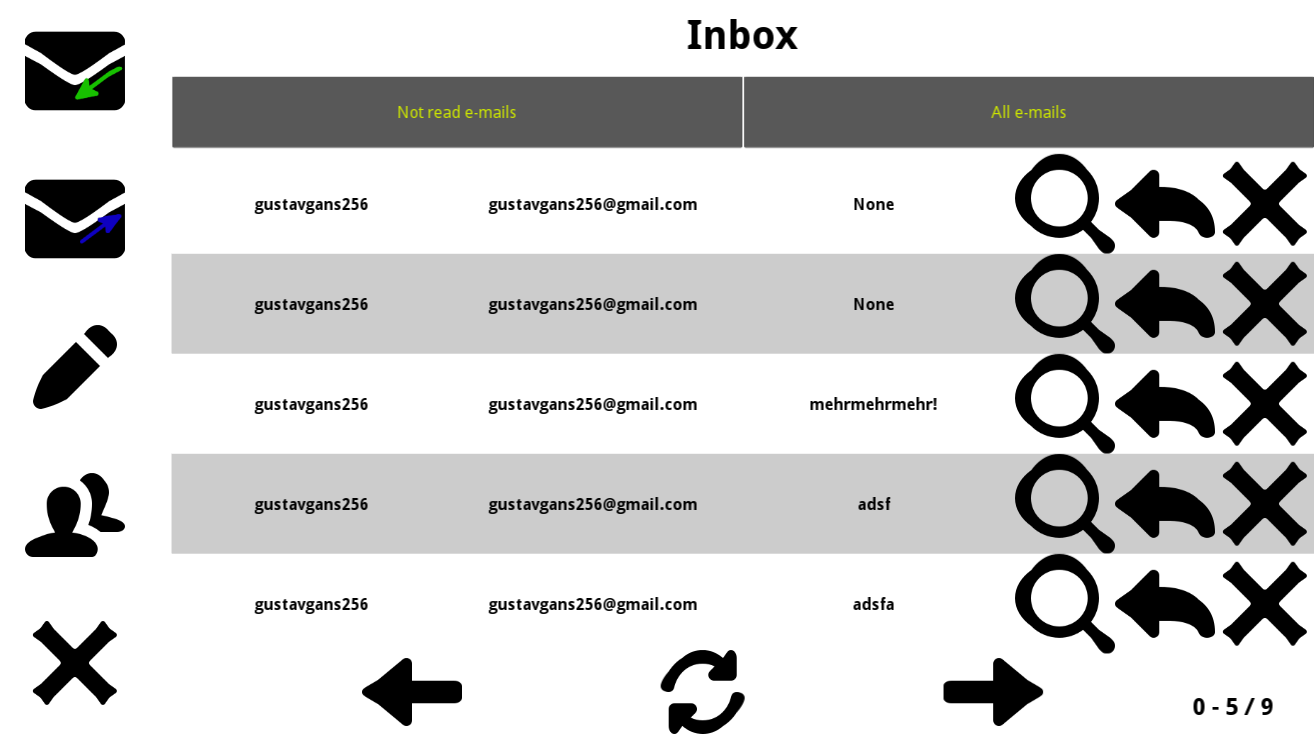 Inbox
Not read e-mails All e-mails
gustavgans256 gustavgans256@gmail.com None
gustavgans256 gustavgans256@gmail.com None
gustavgans256 gustavgans256@gmail.com mehrmehrmehr!
gustavgans256 gustavgans256@gmail.com adsf
gustavgans256 gustavgans256@gmail.com adsfa
0 - 5 / 9